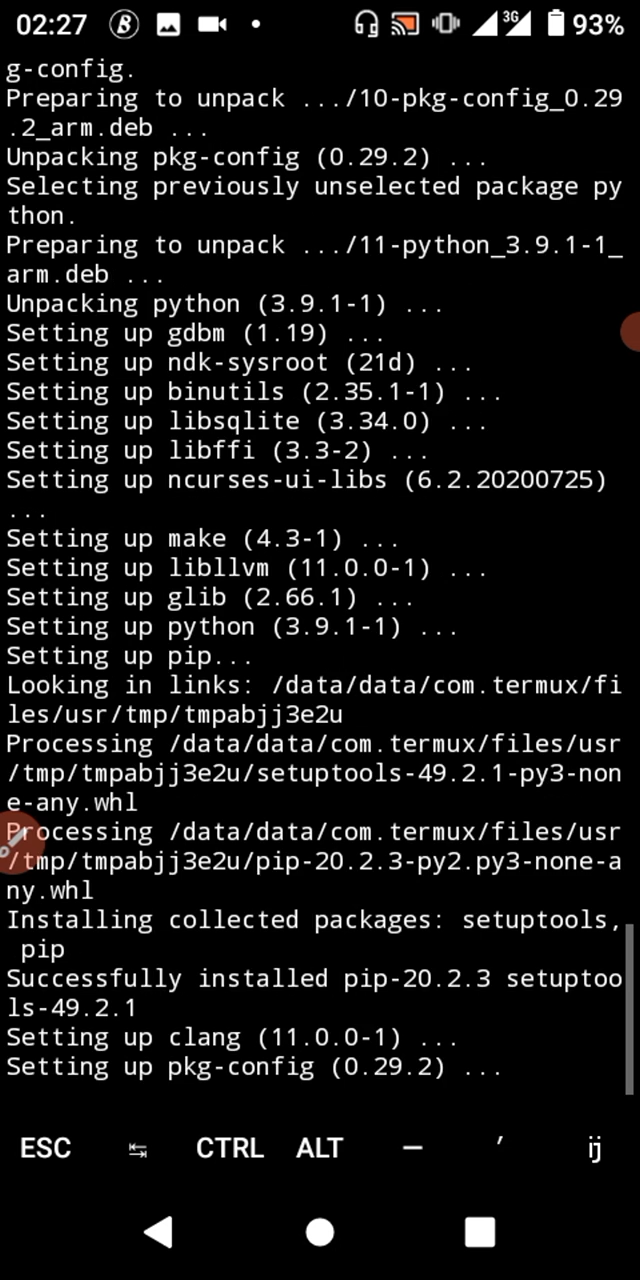 02:27 B 3G 93%
g-config.
Preparing to unpack .../10-pkg-config_0.29
.2_arm.deb ...
Unpacking pkg-config (0.29.2) ...
Selecting previously unselected package py
thon.
Preparing to unpack .../11-python_3.9.1-1_
arm.deb ...
Unpacking python (3.9.1-1) ...
Setting up gdbm (1.19) ...
Setting up ndk-sysroot (21d) ...
Setting up binutils (2.35.1-1) ...
Setting up libsqlite (3.34.0) ...
Setting up libffi (3.3-2) ...
Setting up ncurses-ui-libs (6.2.20200725)
...
Setting up make (4.3-1) ...
Setting up libllvm (11.0.0-1) ...
Setting up glib (2.66.1) ...
Setting up python (3.9.1-1) ...
Setting up pip...
Looking in links: /data/data/com.termux/fi
les/usr/tmp/tmpabjj3e2u
Processing /data/data/com.termux/files/usr
/tmp/tmpabjj3e2u/setuptools-49.2.1-py3-non
e-any.whl
Processing /data/data/com.termux/files/usr
/tmp/tmpabjj3e2u/pip-20.2.3-py2.py3-none-a
ny.whl
Installing collected packages: setuptools,
 pip
Successfully installed pip-20.2.3 setuptoo
ls-49.2.1
Setting up clang (11.0.0-1) ...
Setting up pkg-config (0.29.2) ...
ESC ↹ CTRL ALT — ′ ij